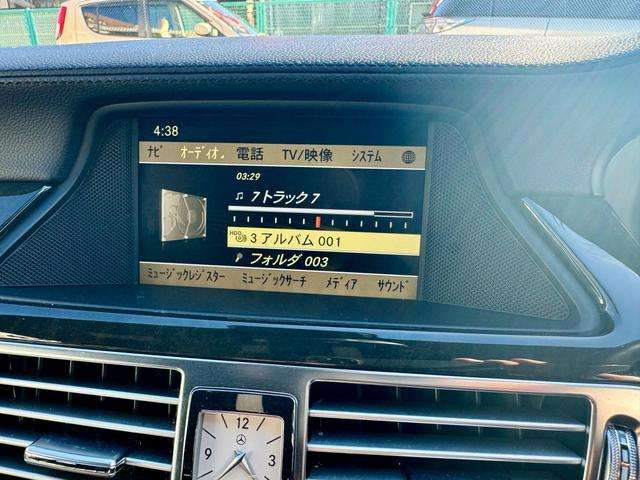 4:38
ナビ オーディオ 電話 TV/映像 システム
03:29
7トラック 7
HDD 3 アルバム 001
フォルダ 003
ミュージックレジスター ミュージックサーチ メディア サウンド
12
9 3